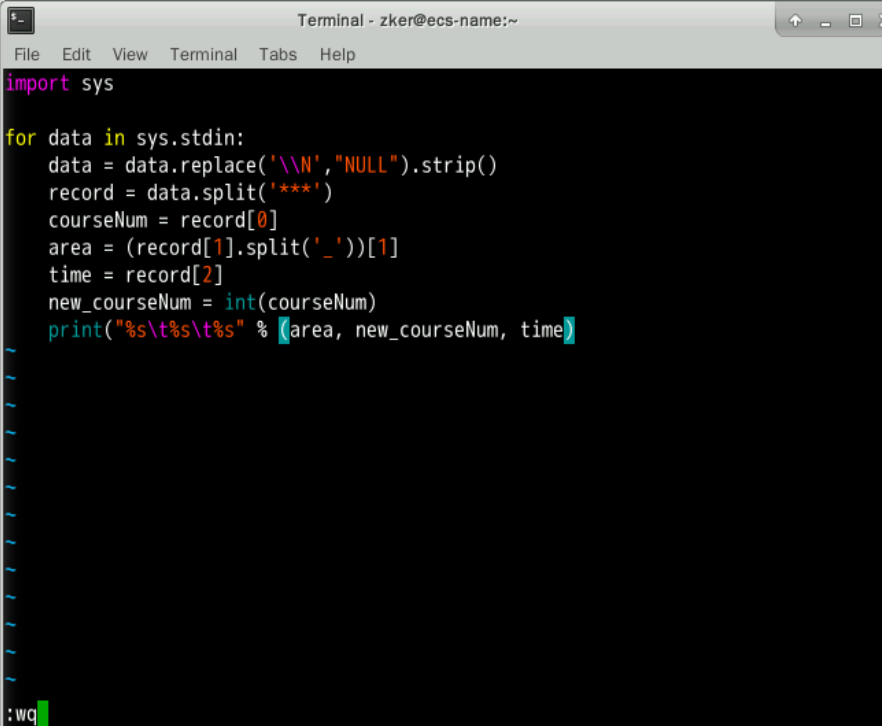 Terminal - zker@ecs-name:~
File Edit View Terminal Tabs Help
import sys
for data in sys.stdin:
    data = data.replace('\\N',"NULL").strip()
    record = data.split('***')
    courseNum = record[0]
    area = (record[1].split('_'))[1]
    time = record[2]
    new_courseNum = int(courseNum)
    print("%s\t%s\t%s" % (area, new_courseNum, time)
~
~
~
~
~
~
~
~
~
~
~
~
~
:wq